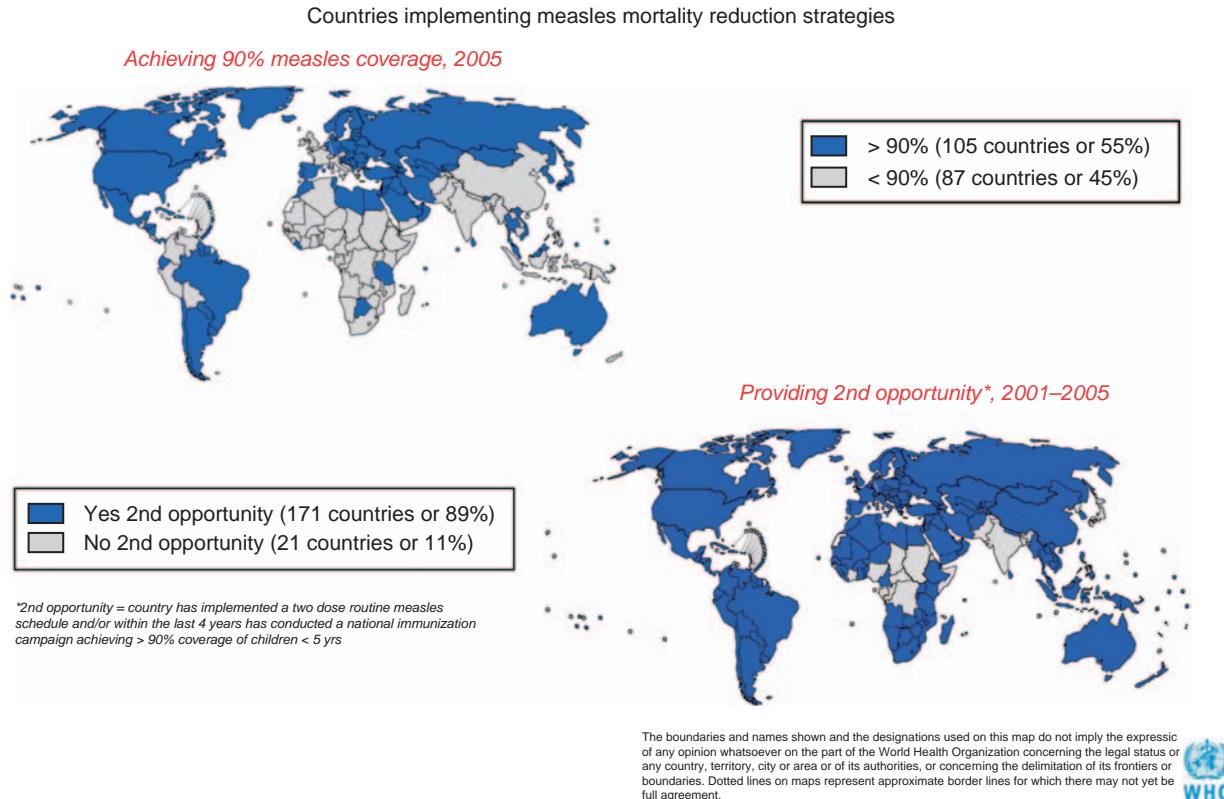 Countries implementing measles mortality reduction strategies
Achieving 90% measles coverage, 2005
> 90% (105 countries or 55%)
< 90% (87 countries or 45%)
Providing 2nd opportunity*, 2001–2005
Yes 2nd opportunity (171 countries or 89%)
No 2nd opportunity (21 countries or 11%)
*2nd opportunity = country has implemented a two dose routine measles
schedule and/or within the last 4 years has conducted a national immunization
campaign achieving > 90% coverage of children < 5 yrs
The boundaries and names shown and the designations used on this map do not imply the expressic
of any opinion whatsoever on the part of the World Health Organization concerning the legal status or
any country, territory, city or area or of its authorities, or concerning the delimitation of its frontiers or
boundaries. Dotted lines on maps represent approximate border lines for which there may not yet be
full agreement.
WHO